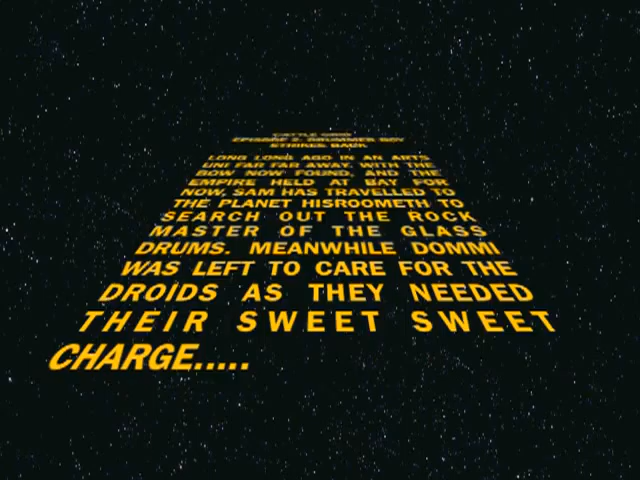 CATTLE GRID
EPISODE 2, DRUMMER BOY
STRIKES BACK
LONG LONG AGO IN AN ARTS
UNI FAR FAR AWAY. WITH THE
BOW NOW FOUND, AND THE
EMPIRE HELD AT BAY FOR
NOW, SAM HAS TRAVELLED TO
THE PLANET HISROOMETH TO
SEARCH OUT THE ROCK
MASTER OF THE GLASS
DRUMS. MEANWHILE DOMMI
WAS LEFT TO CARE FOR THE
DROIDS AS THEY NEEDED
THEIR SWEET SWEET
CHARGE.....